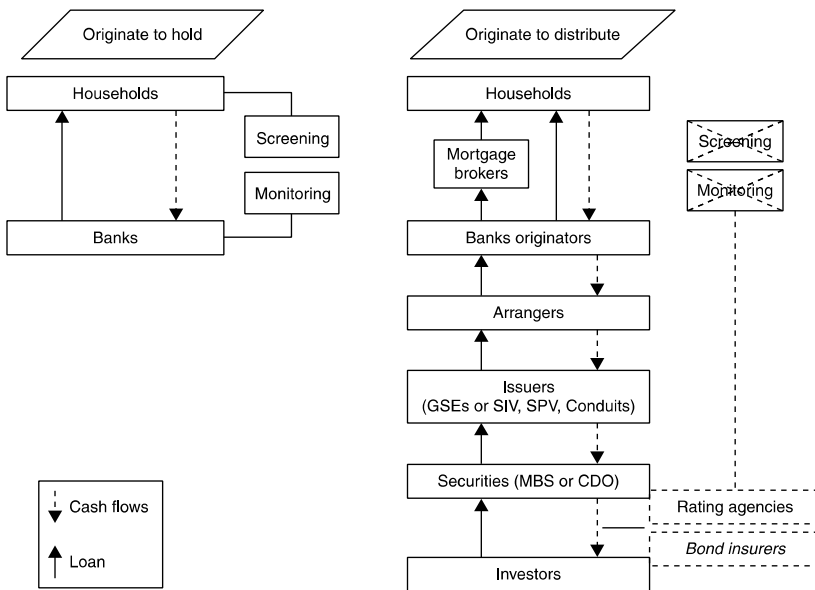 Originate to hold
Households
Screening
Monitoring
Banks
Cash flows
Loan
Originate to distribute
Households
Mortgage
brokers
Banks originators
Arrangers
Issuers
(GSEs or SIV, SPV, Conduits)
Securities (MBS or CDO)
Investors
Screening
Monitoring
Rating agencies
Bond insurers